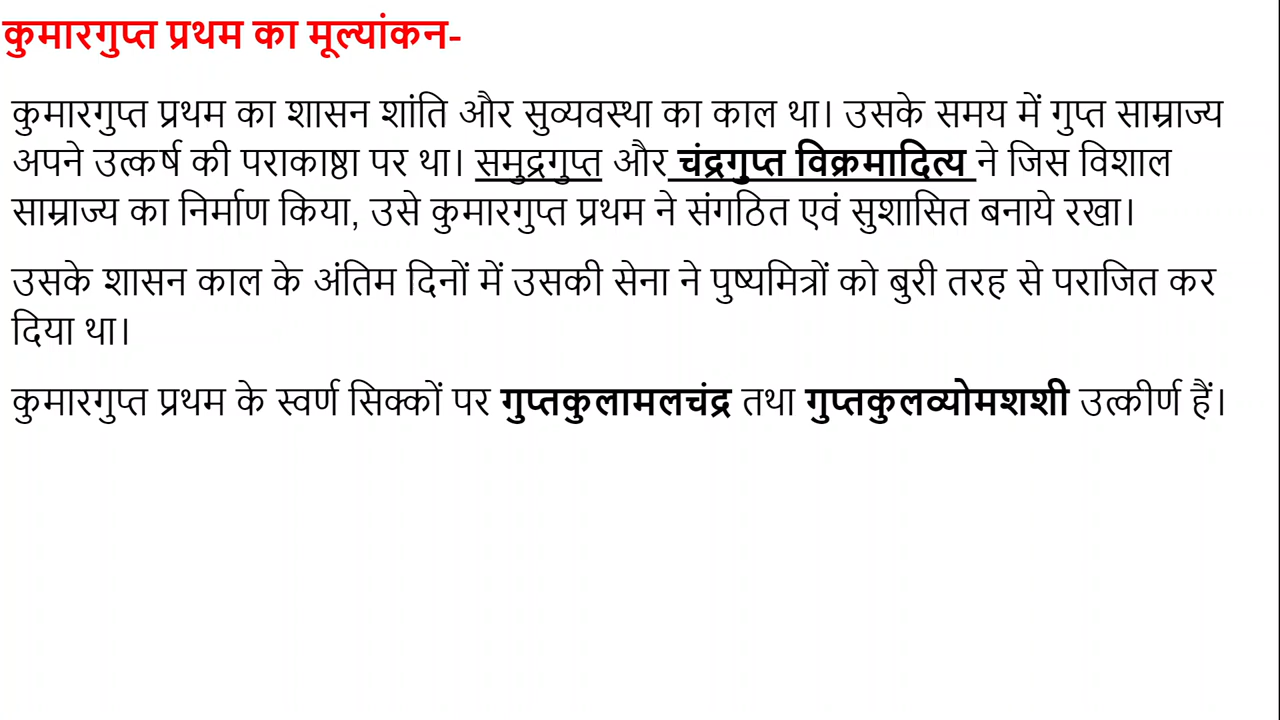 कुमारगुप्त प्रथम का मूल्यांकन-
कुमारगुप्त प्रथम का शासन शांति और सुव्यवस्था का काल था। उसके समय में गुप्त साम्राज्य
अपने उत्कर्ष की पराकाष्ठा पर था। समुद्रगुप्त और चंद्रगुप्त विक्रमादित्य ने जिस विशाल
साम्राज्य का निर्माण किया, उसे कुमारगुप्त प्रथम ने संगठित एवं सुशासित बनाये रखा।
उसके शासन काल के अंतिम दिनों में उसकी सेना ने पुष्यमित्रों को बुरी तरह से पराजित कर
दिया था।
कुमारगुप्त प्रथम के स्वर्ण सिक्कों पर गुप्तकुलामलचंद्र तथा गुप्तकुलव्योमशशी उत्कीर्ण हैं।